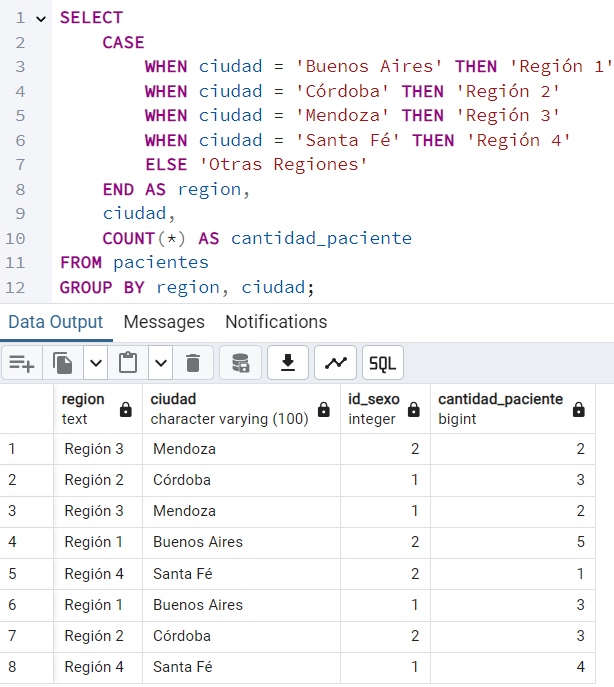 1 SELECT
2 CASE
3 WHEN ciudad = 'Buenos Aires' THEN 'Región 1'
4 WHEN ciudad = 'Córdoba' THEN 'Región 2'
5 WHEN ciudad = 'Mendoza' THEN 'Región 3'
6 WHEN ciudad = 'Santa Fé' THEN 'Región 4'
7 ELSE 'Otras Regiones'
8 END AS region,
9 ciudad,
10 COUNT(*) AS cantidad_paciente
11 FROM pacientes
12 GROUP BY region, ciudad;
Data Output Messages Notifications
SQL
region ciudad id_sexo cantidad_paciente
text character varying (100) integer bigint
1 Región 3 Mendoza 2 2
2 Región 2 Córdoba 1 3
3 Región 3 Mendoza 1 2
4 Región 1 Buenos Aires 2 5
5 Región 4 Santa Fé 2 1
6 Región 1 Buenos Aires 1 3
7 Región 2 Córdoba 2 3
8 Región 4 Santa Fé 1 4